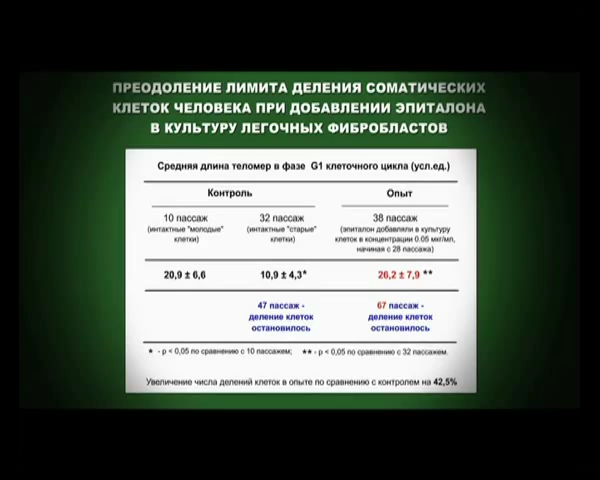 ПРЕОДОЛЕНИЕ ЛИМИТА ДЕЛЕНИЯ СОМАТИЧЕСКИХ
КЛЕТОК ЧЕЛОВЕКА ПРИ ДОБАВЛЕНИИ ЭПИТАЛОНА
В КУЛЬТУРУ ЛЕГОЧНЫХ ФИБРОБЛАСТОВ
Средняя длина теломер в фазе G1 клеточного цикла (усл.ед.)
Контроль Опыт
10 пассаж 32 пассаж 38 пассаж
(интактные "молодые" (интактные "старые" (эпиталон добавляли в культуру
клетки) клетки) клеток в концентрации 0.05 мкг/мл,
начиная с 28 пассажа)
20,9 ± 6,6 10,9 ± 4,3* 26,2 ± 7,9 **
47 пассаж - 67 пассаж -
деление клеток деление клеток
остановилось остановилось
* - p < 0,05 по сравнению с 10 пассажем; ** - p < 0,05 по сравнению с 32 пассажем.
Увеличение числа делений клеток в опыте по сравнению с контролем на 42,5%